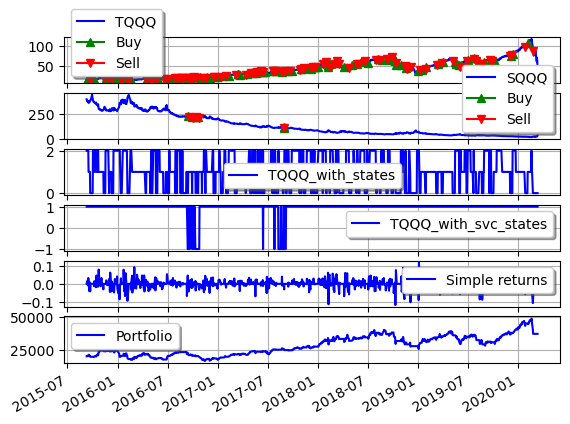 TQQQ
Buy
Sell
100
50
SQQQ
Buy
Sell
250
0
2
0
TQQQ_with_states
1
0
−1
TQQQ_with_svc_states
0.1
0.0
−0.1
Simple returns
50000
25000
Portfolio
2015-07
2016-01
2016-07
2017-01
2017-07
2018-01
2018-07
2019-01
2019-07
2020-01